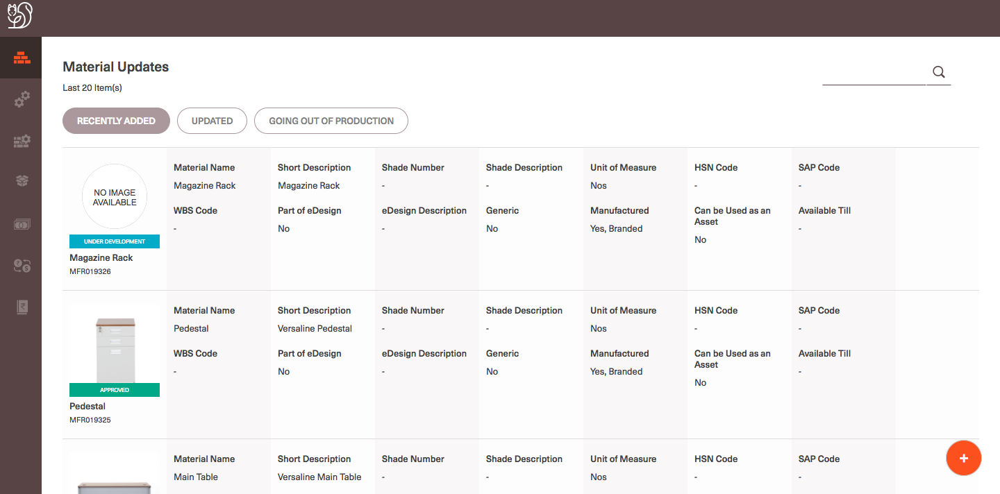 Material Updates
Last 20 Item(s)
RECENTLY ADDED
UPDATED
GOING OUT OF PRODUCTION
NO IMAGE
AVAILABLE
UNDER DEVELOPMENT
Magazine Rack
MFR019326
Material Name
Magazine Rack
WBS Code
-
Short Description
Magazine Rack
Part of eDesign
No
Shade Number
-
eDesign Description
-
Shade Description
-
Generic
No
Unit of Measure
Nos
Manufactured
Yes, Branded
HSN Code
-
Can be Used as an
Asset
No
SAP Code
-
Available Till
-
APPROVED
Pedestal
MFR019325
Material Name
Pedestal
WBS Code
-
Short Description
Versaline Pedestal
Part of eDesign
No
Shade Number
-
eDesign Description
-
Shade Description
-
Generic
No
Unit of Measure
Nos
Manufactured
Yes, Branded
HSN Code
-
Can be Used as an
Asset
No
SAP Code
-
Available Till
-
Material Name
Main Table
Short Description
Versaline Main Table
Shade Number
-
Shade Description
-
Unit of Measure
Nos
HSN Code
-
SAP Code
-
+